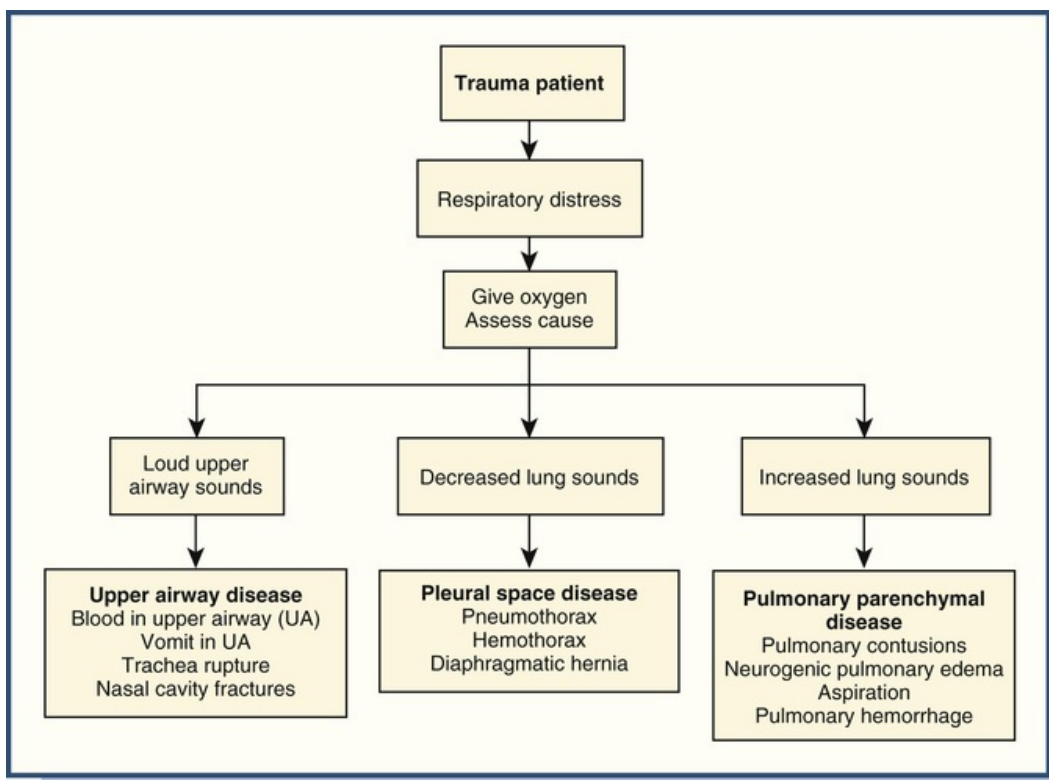 Trauma patient
Respiratory distress
Give oxygen
Assess cause
Loud upper
airway sounds
Decreased lung sounds
Increased lung sounds
Upper airway disease
Blood in upper airway (UA)
Vomit in UA
Trachea rupture
Nasal cavity fractures
Pleural space disease
Pneumothorax
Hemothorax
Diaphragmatic hernia
Pulmonary parenchymal
disease
Pulmonary contusions
Neurogenic pulmonary edema
Aspiration
Pulmonary hemorrhage